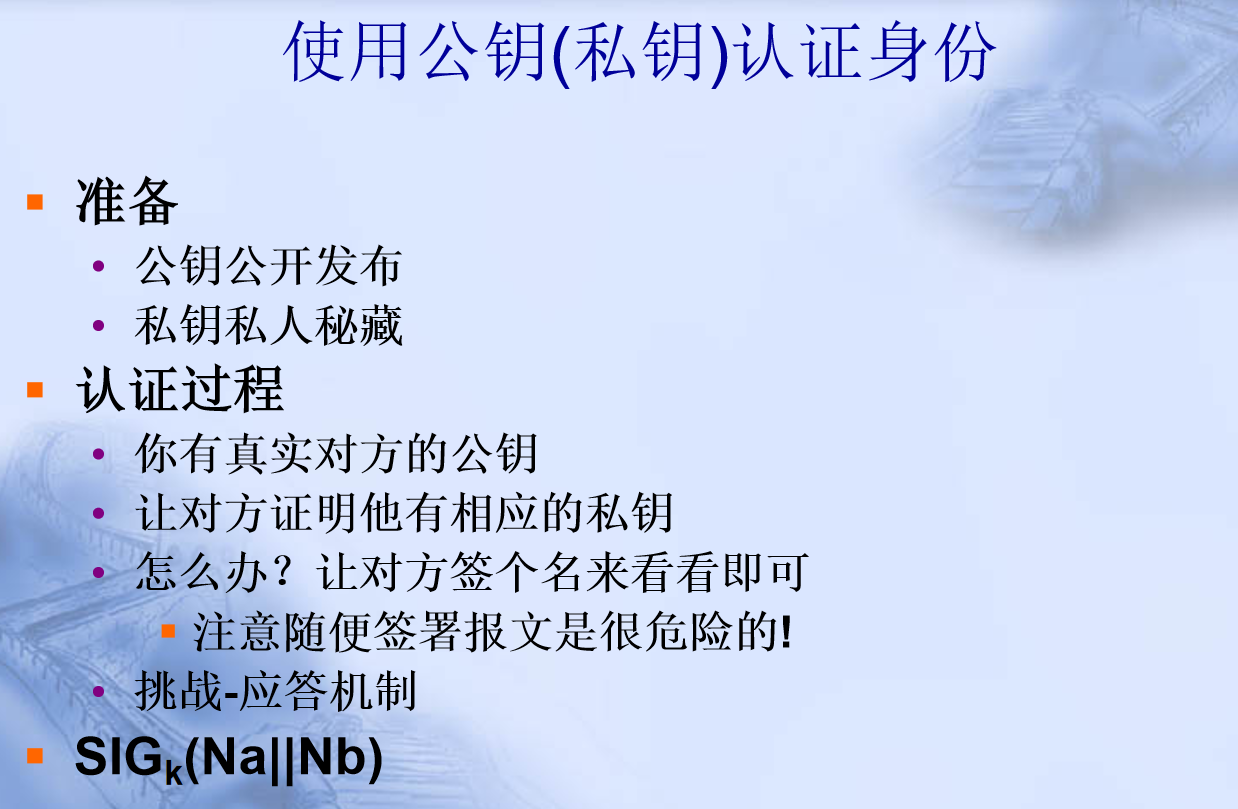 使用公钥(私钥)认证身份
准备
公钥公开发布
私钥私人秘藏
认证过程
你有真实对方的公钥
让对方证明他有相应的私钥
怎么办？让对方签个名来看看即可
注意随便签署报文是很危险的!
挑战-应答机制
SIGk(Na||Nb)